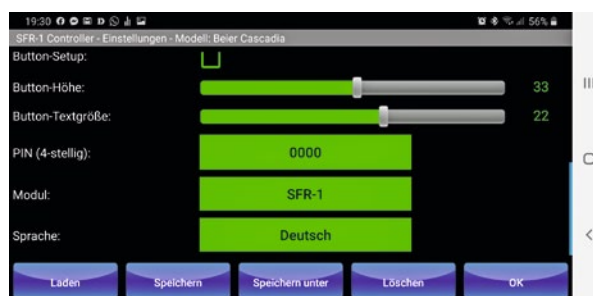 19:30
56%
SFR-1 Controller - Einstellungen - Modell: Beier Cascadia
Button-Setup:
Button-Höhe: 33
Button-Textgröße: 22
PIN (4-stellig): 0000
Modul: SFR-1
Sprache: Deutsch
Laden Speichern Speichern unter Löschen OK